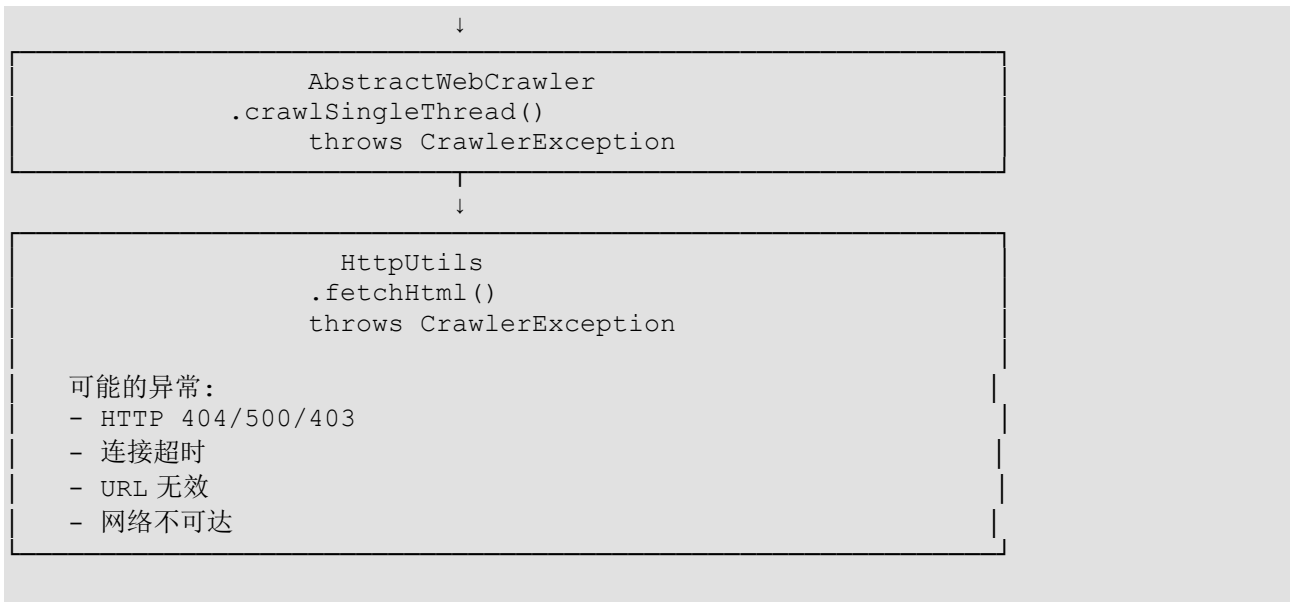 ↓
AbstractWebCrawler
.crawlSingleThread()
throws CrawlerException
↓
HttpUtils
.fetchHtml()
throws CrawlerException
可能的异常:
- HTTP 404/500/403
- 连接超时
- URL 无效
- 网络不可达